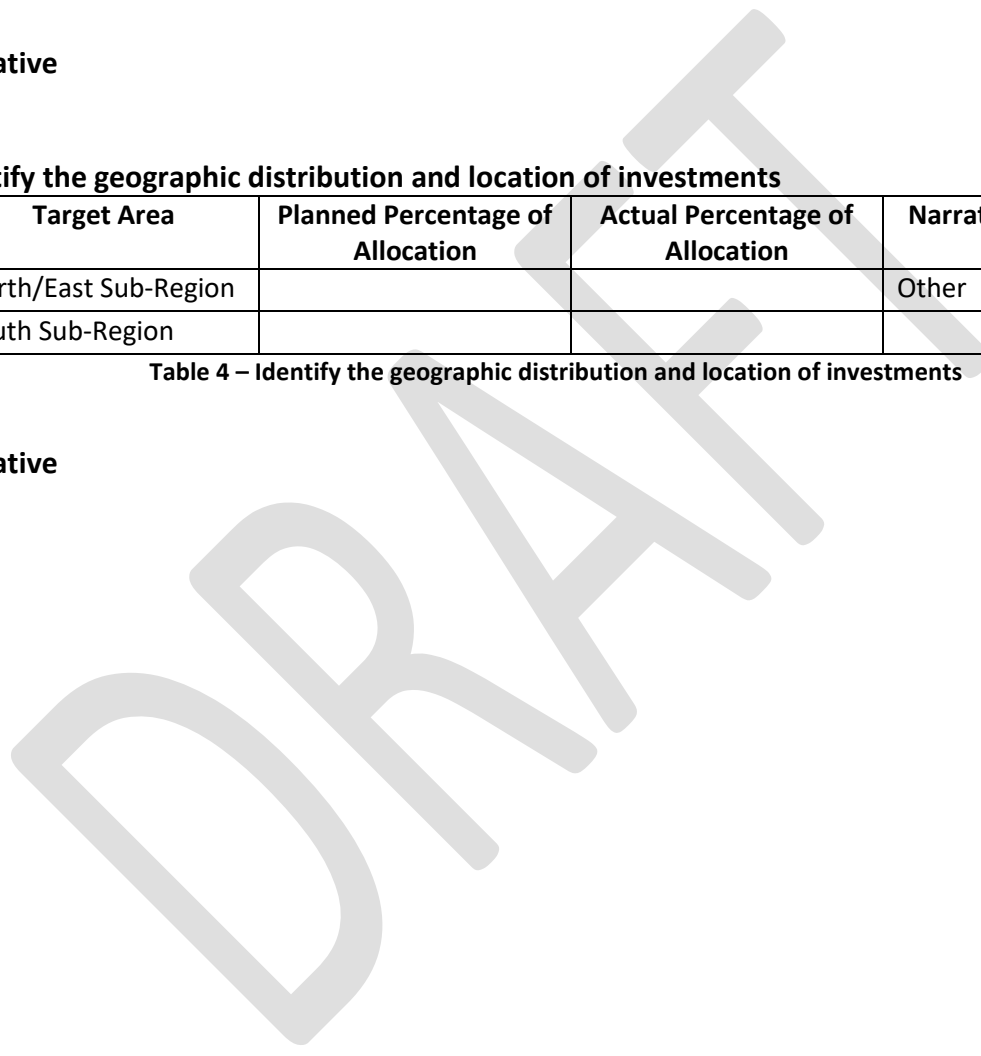 ative
tify the geographic distribution and location of investments
Target Area Planned Percentage of Allocation Actual Percentage of Allocation Narrat
rth/East Sub-Region Other
uth Sub-Region
Table 4 – Identify the geographic distribution and location of investments
ative
DRAFT